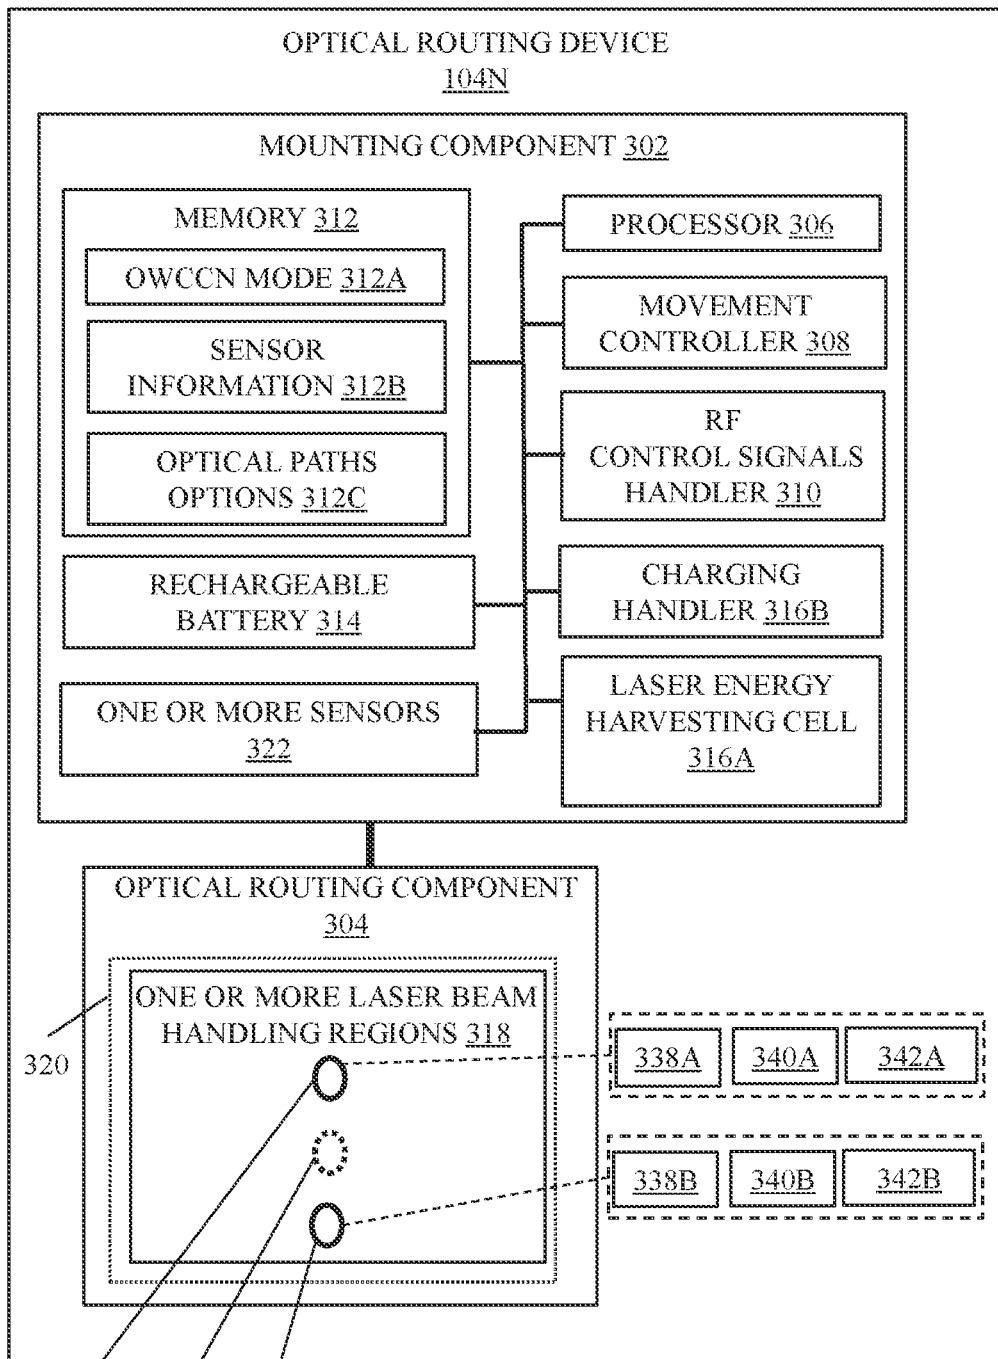 OPTICAL ROUTING DEVICE
104N
MOUNTING COMPONENT 302
MEMORY 312
OWCCN MODE 312A
SENSOR
INFORMATION 312B
OPTICAL PATHS
OPTIONS 312C
RECHARGEABLE
BATTERY 314
ONE OR MORE SENSORS
322
PROCESSOR 306
MOVEMENT
CONTROLLER 308
RF
CONTROL SIGNALS
HANDLER 310
CHARGING
HANDLER 316B
LASER ENERGY
HARVESTING CELL
316A
OPTICAL ROUTING COMPONENT
304
ONE OR MORE LASER BEAM
HANDLING REGIONS 318
320
338A 340A 342A
338B 340B 342B